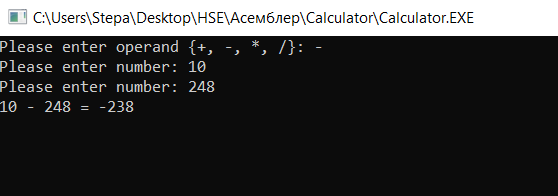 C:\Users\Stepa\Desktop\HSE\Асемблер\Calculator\Calculator.EXE
Please enter operand {+, -, *, /}: -
Please enter number: 10
Please enter number: 248
10 - 248 = -238